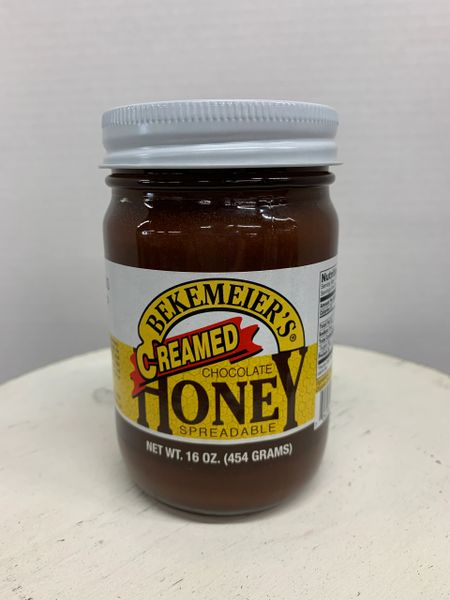 BEKEMEIER'S®
CREAMED
CHOCOLATE
HONEY
SPREADABLE
NET WT. 16 OZ. (454 GRAMS)